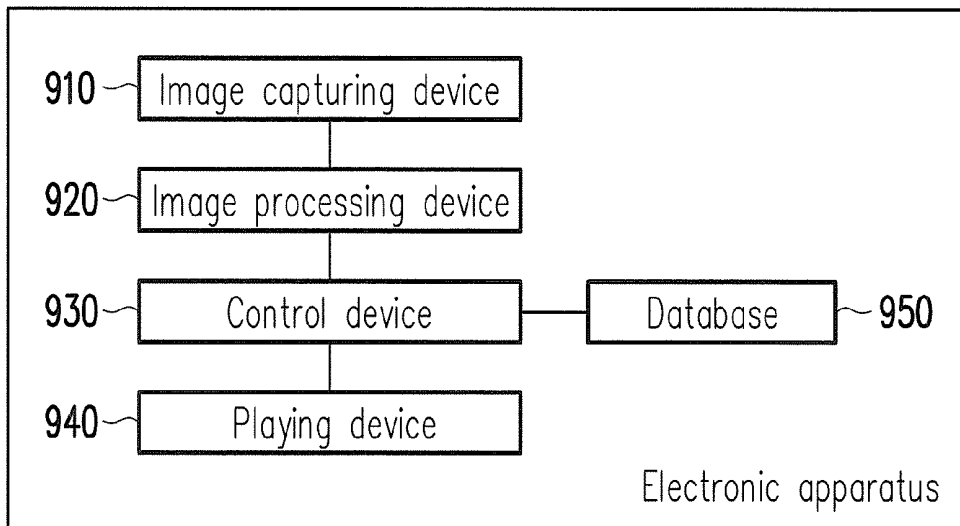 910 Image capturing device
920 Image processing device
930 Control device Database 950
940 Playing device
Electronic apparatus